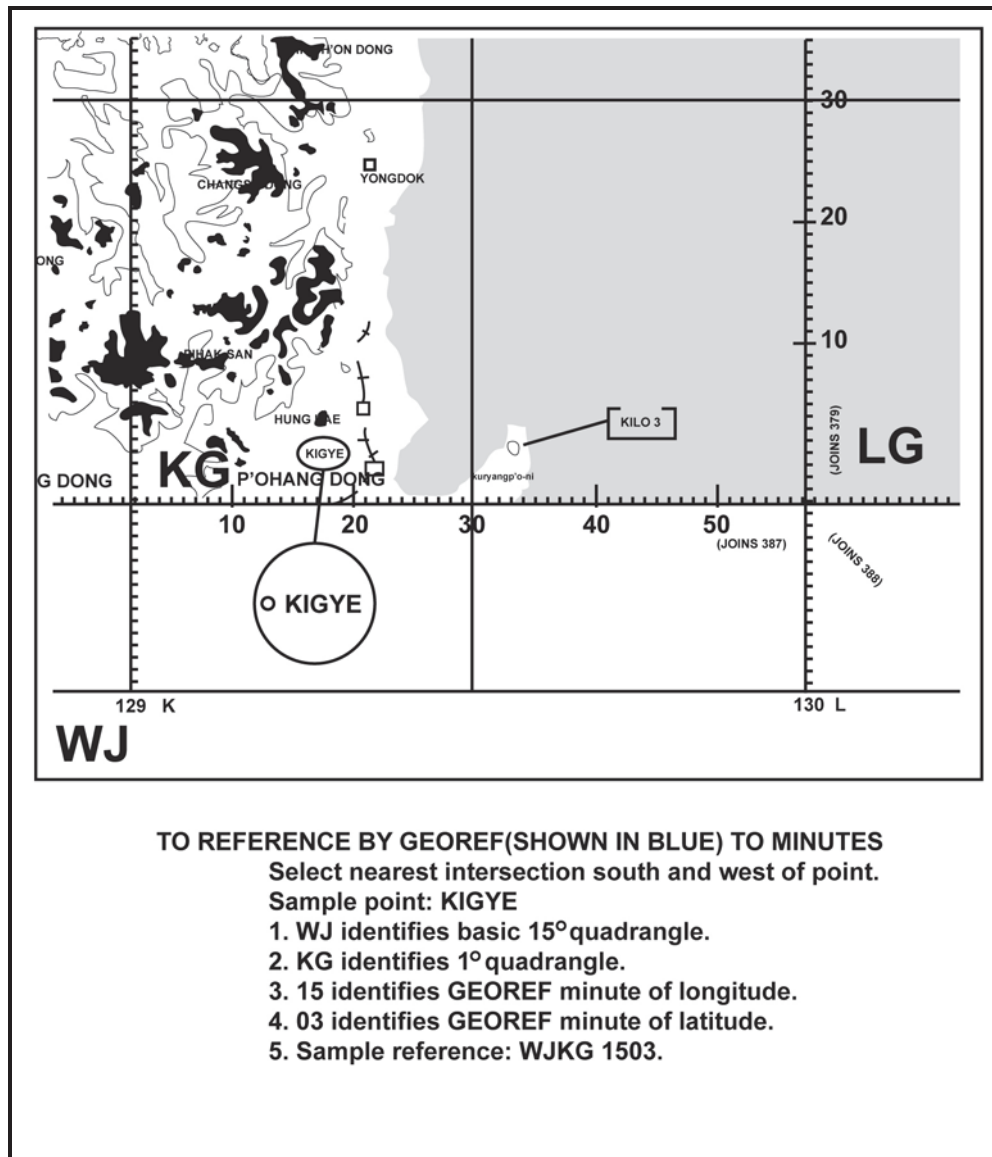 H'ON DONG
30
YONGDOK
20
ONG
10
HUNG HAE
KILO 3
(JOINS 379)
LG
KIGYE
G DONG
KG
P'OHANG DONG
kuryangp'o-ni
10
20
30
40
50
(JOINS 387)
(JOINS 388)
KIGYE
129 K
130 L
WJ
TO REFERENCE BY GEOREF(SHOWN IN BLUE) TO MINUTES
Select nearest intersection south and west of point.
Sample point: KIGYE
1. WJ identifies basic 15° quadrangle.
2. KG identifies 1° quadrangle.
3. 15 identifies GEOREF minute of longitude.
4. 03 identifies GEOREF minute of latitude.
5. Sample reference: WJKG 1503.